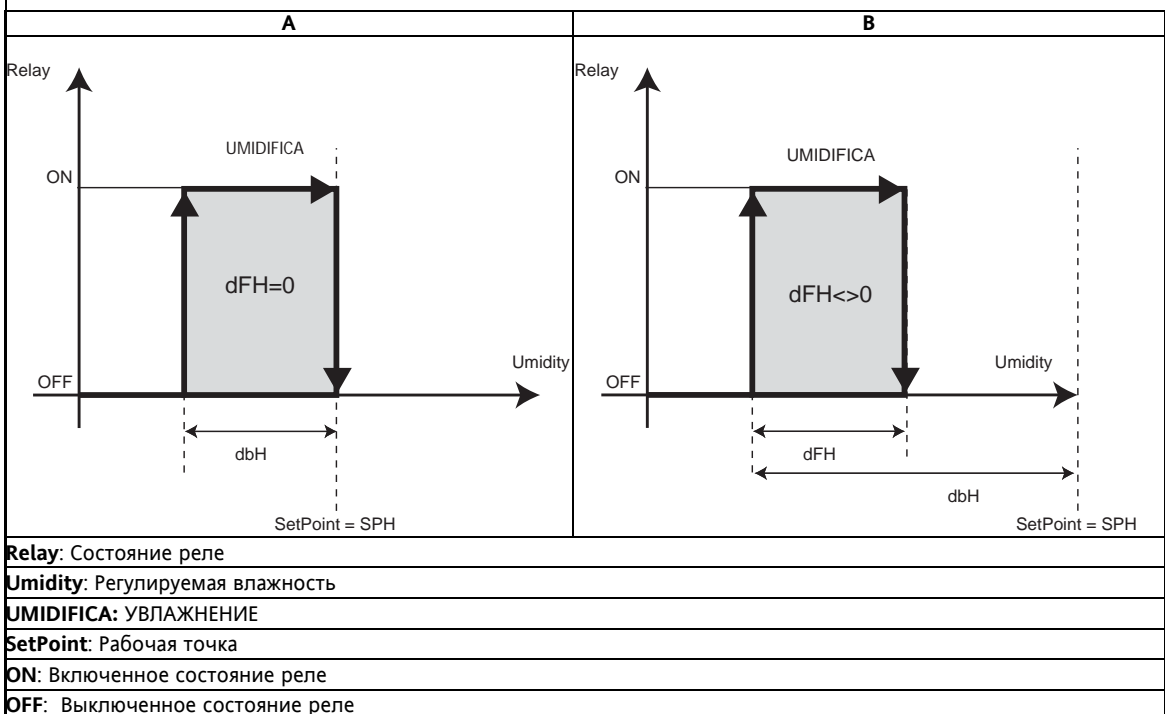 A
B
Relay
UMIDIFICA
ON
dFH=0
Umidity
OFF
dbH
SetPoint = SPH
Relay
UMIDIFICA
ON
dFH<>0
Umidity
OFF
dFH
dbH
SetPoint = SPH
Relay: Состояние реле
Umidity: Регулируемая влажность
UMIDIFICA: УВЛАЖНЕНИЕ
SetPoint: Рабочая точка
ON: Включенное состояние реле
OFF: Выключенное состояние реле